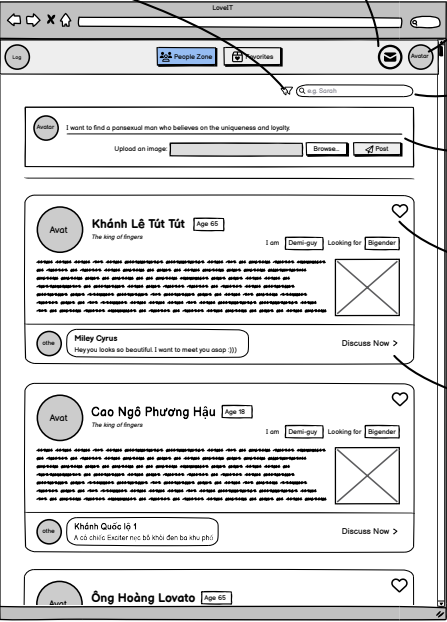 LoveIT
Log
People Zone
Favorites
Avatar
e.g. Sarah
Avatar
I want to find a pansexual man who believes on the uniqueness and loyalty.
Upload an image:
Browse...
Post
Avat
Khánh Lê Tút Tút
Age 65
The king of fingers
I am
Demi-guy
Looking for
Bigender
othe
Miley Cyrus
Hey you looks so beautiful. I want to meet you asap :)))
Discuss Now >
Avat
Cao Ngô Phương Hậu
Age 18
The king of fingers
I am
Demi-guy
Looking for
Bigender
othe
Khánh Quốc lộ 1
A có chiếc Exciter nẹc bô khói đen ba khu phố
Discuss Now >
Avat
Ông Hoàng Lovato
Age 65